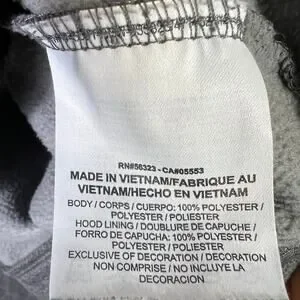 RN#56323 - CA#05553
MADE IN VIETNAM/FABRIQUE AU
VIETNAM/HECHO EN VIETNAM
BODY / CORPS / CUERPO: 100% POLYESTER /
POLYESTER / POLIESTER
HOOD LINING / DOUBLURE DE CAPUCHE /
FORRO DE CAPUCHA: 100% POLYESTER /
POLYESTER / POLIESTER
EXCLUSIVE OF DECORATION / DECORATION
NON COMPRISE / NO INCLUYE LA
DECORACION